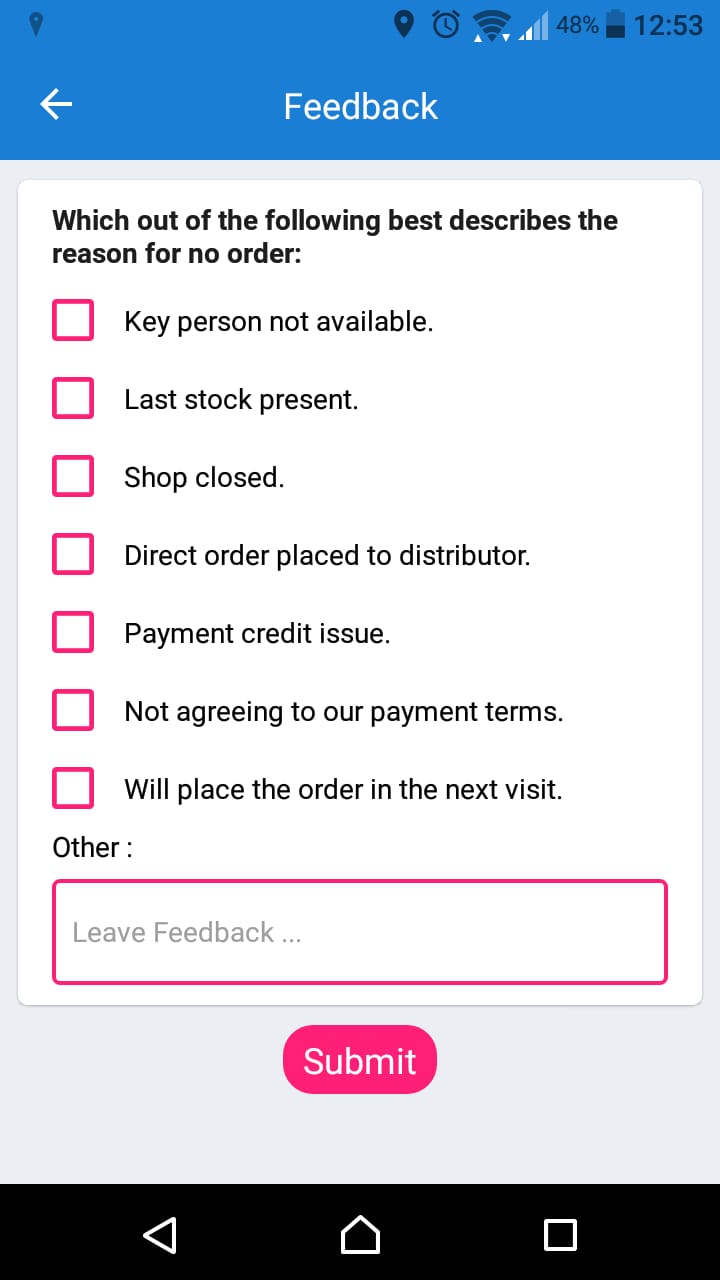 48% 12:53
Feedback
Which out of the following best describes the
reason for no order:
Key person not available.
Last stock present.
Shop closed.
Direct order placed to distributor.
Payment credit issue.
Not agreeing to our payment terms.
Will place the order in the next visit.
Other :
Leave Feedback ...
Submit